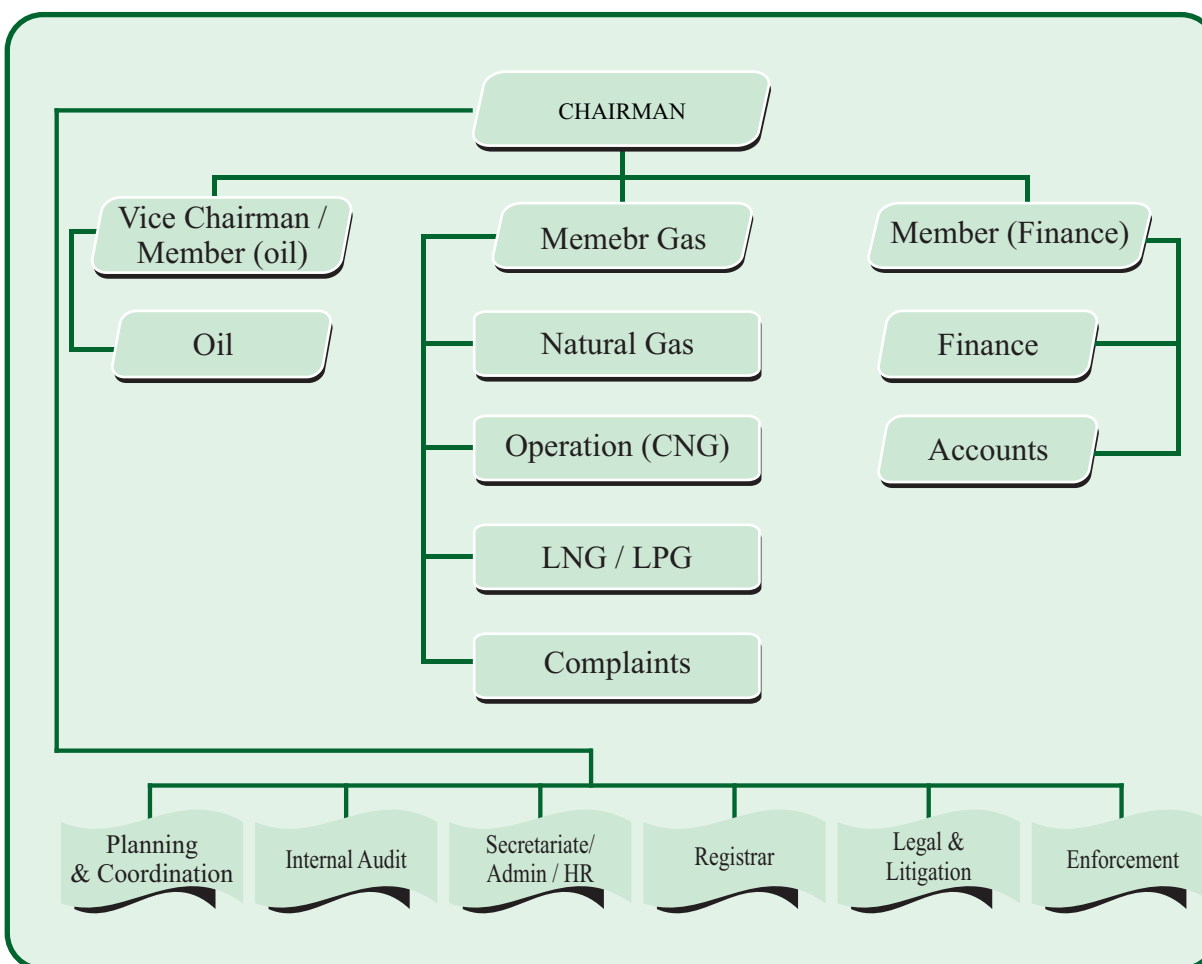 CHAIRMAN
Vice Chairman /
Member (oil)
Memebr Gas
Member (Finance)
Oil
Natural Gas
Finance
Operation (CNG)
Accounts
LNG / LPG
Complaints
Planning
& Coordination
Internal Audit
Secretariate/
Admin / HR
Registrar
Legal &
Litigation
Enforcement